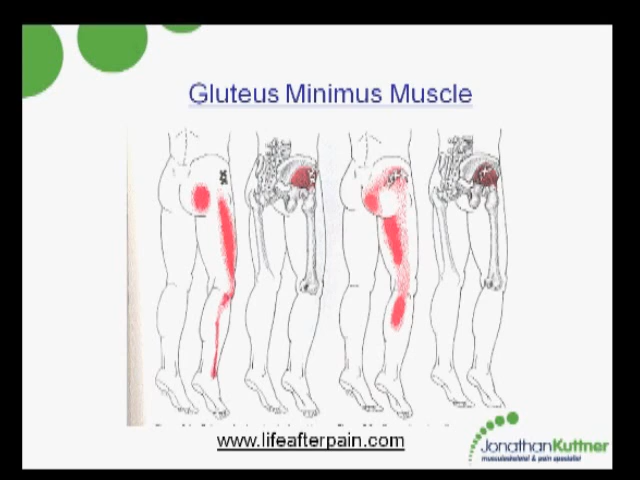 Gluteus Minimus Muscle
www.lifeafterpain.com
JonathanKuttner
musculoskeletal & pain specialist